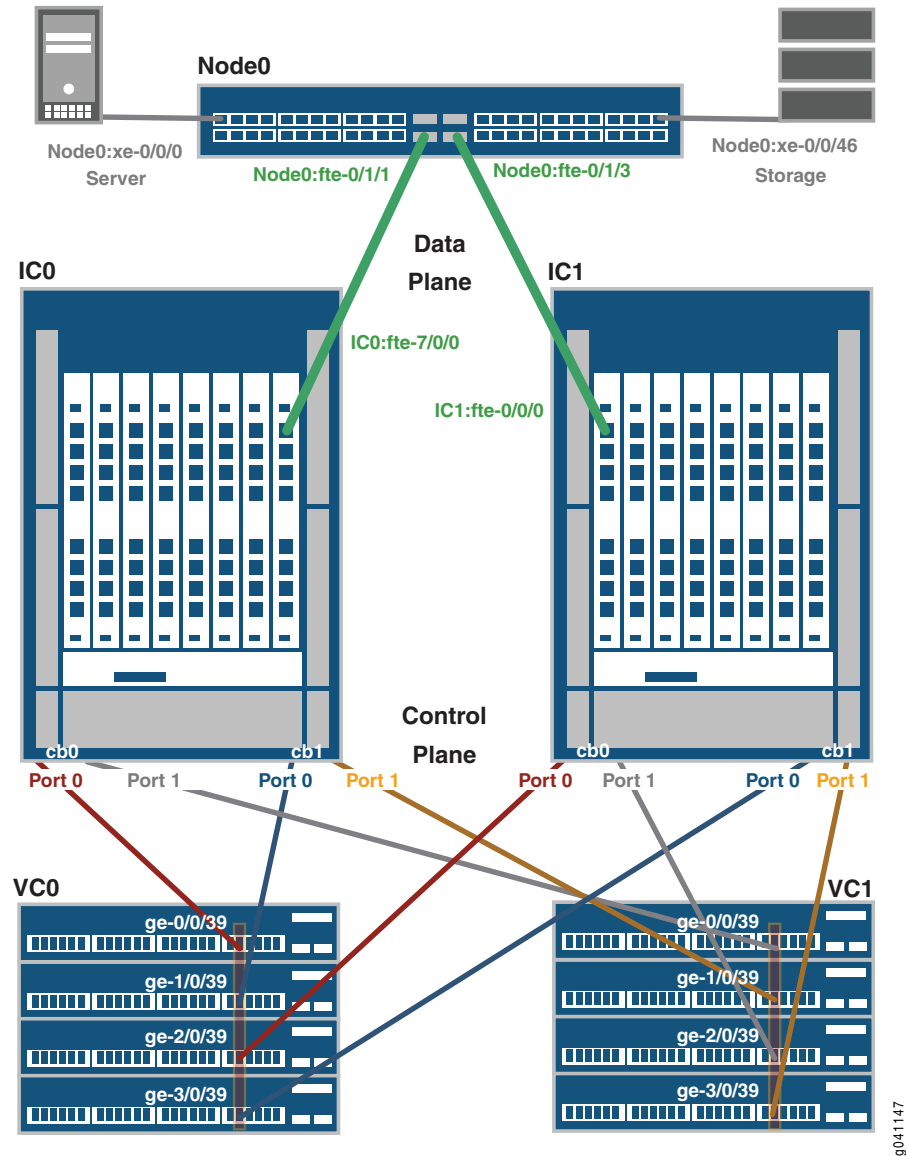 Node0
Node0:xe-0/0/0
Server
Node0:fte-0/1/1
Node0:fte-0/1/3
Node0:xe-0/0/46
Storage
Data
Plane
IC0
IC1
IC0:fte-7/0/0
IC1:fte-0/0/0
Control
Plane
cb0
cb1
cb0
cb1
Port 0
Port 1
Port 0
Port 1
Port 0
Port 1
Port 0
Port 1
VC0
VC1
ge-0/0/39
ge-1/0/39
ge-2/0/39
ge-3/0/39
ge-0/0/39
ge-1/0/39
ge-2/0/39
ge-3/0/39
g041147